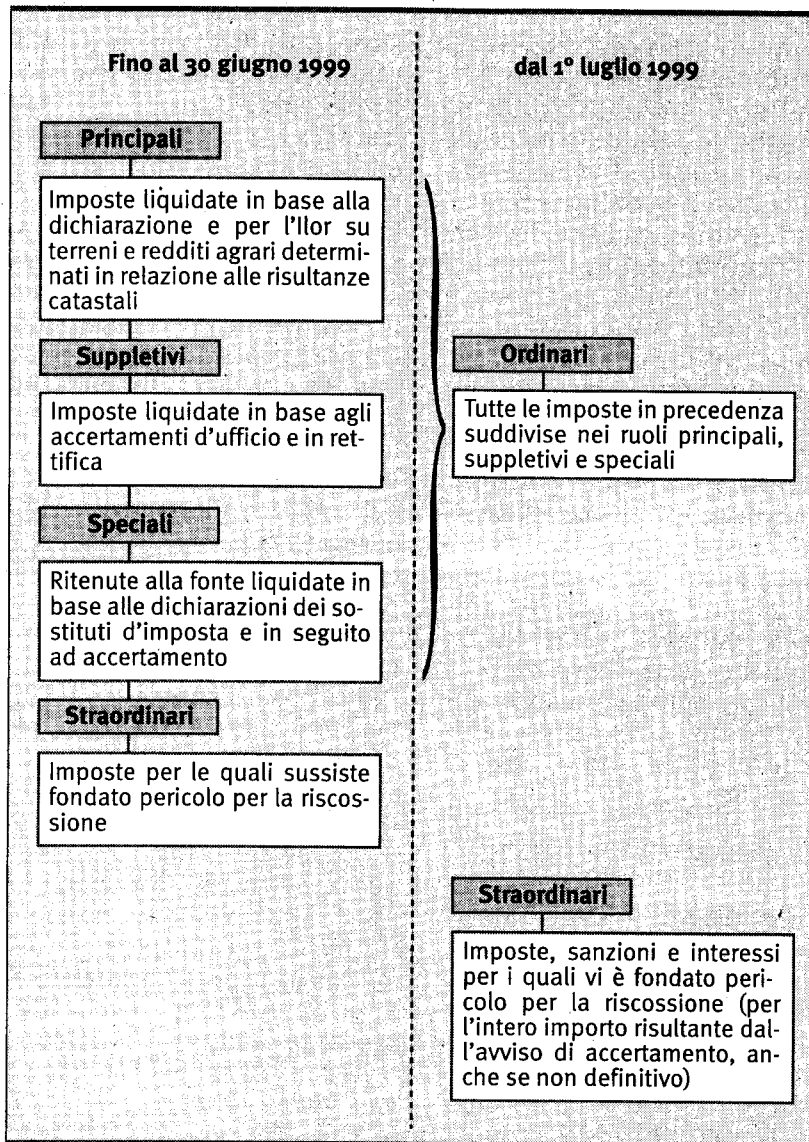 Fino al 30 giugno 1999
Principali
Imposte liquidate in base alla
dichiarazione e per l'Ilor su
terreni e redditi agrari determi-
nati in relazione alle risultanze
catastali
Suppletivi
Imposte liquidate in base agli
accertamenti d'ufficio e in ret-
tifica
Speciali
Ritenute alla fonte liquidate in
base alle dichiarazioni dei so-
stituti d'imposta e in seguito
ad accertamento
Straordinari
Imposte per le quali sussiste
fondato pericolo per la riscos-
sione
dal 1° luglio 1999
Ordinari
Tutte le imposte in precedenza
suddivise nei ruoli principali,
suppletivi e speciali
Straordinari
Imposte, sanzioni e interessi
per i quali vi è fondato peri-
colo per la riscossione (per
l'intero importo risultante dal-
l'avviso di accertamento, an-
che se non definitivo)